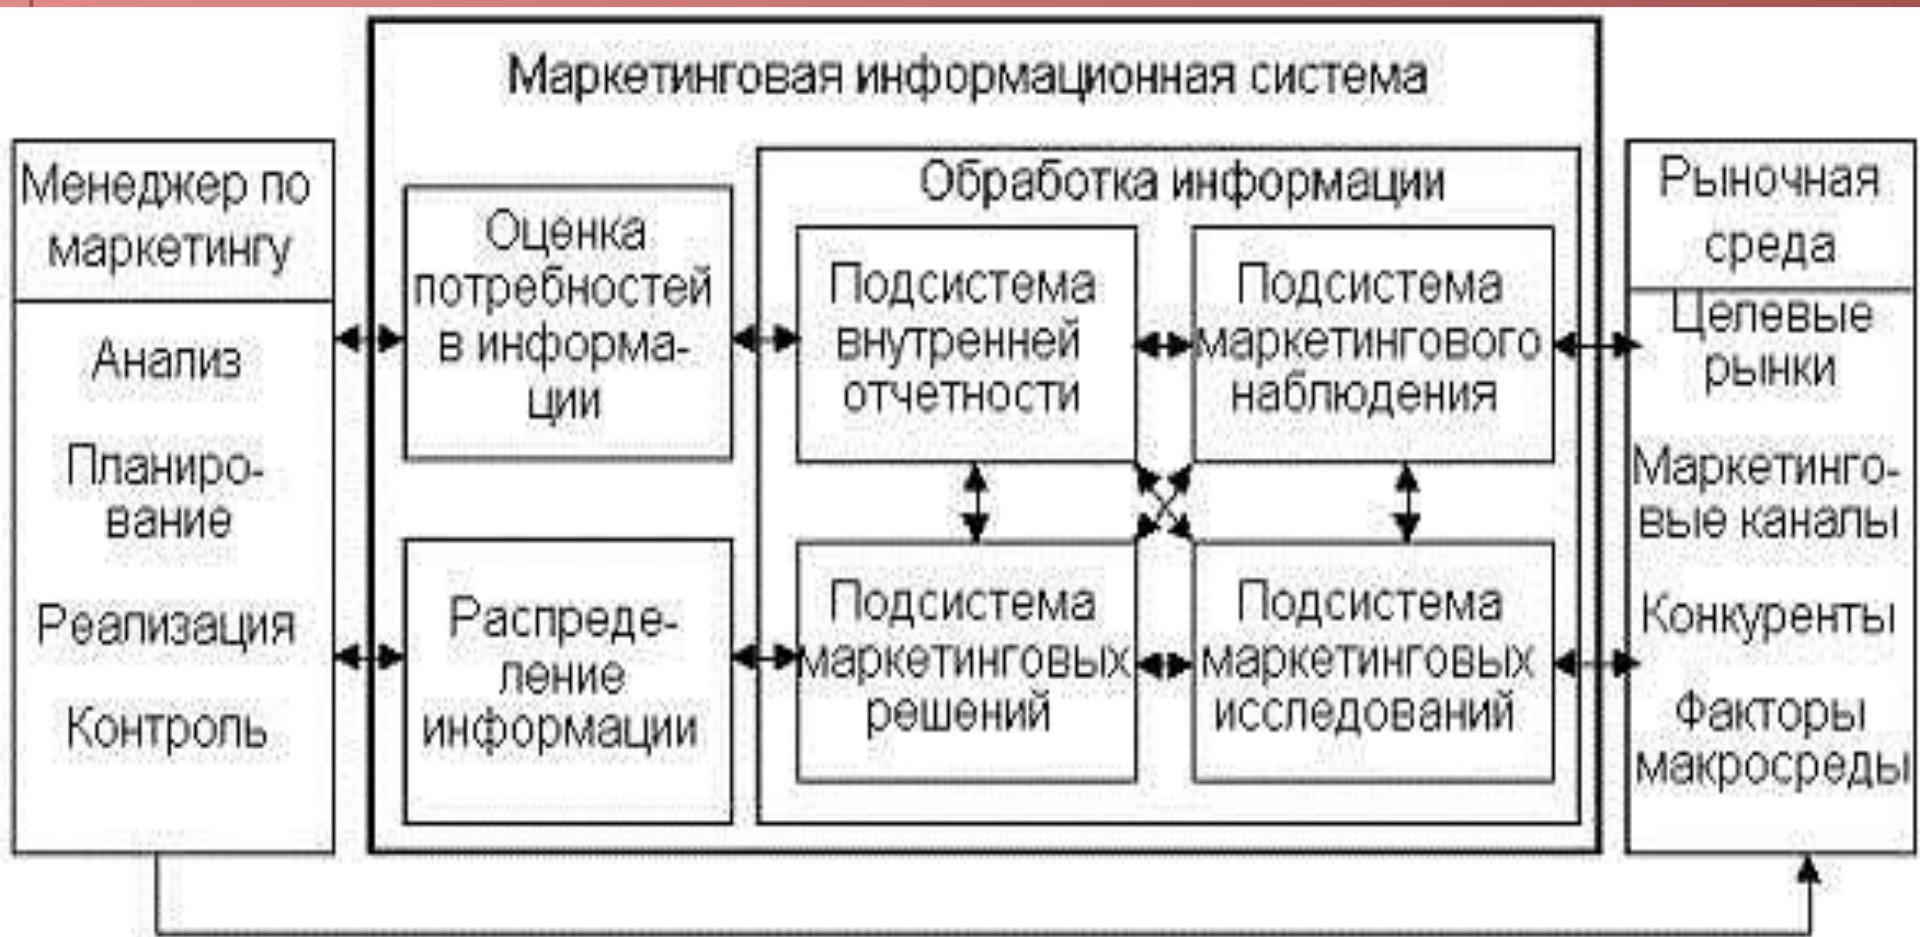 Маркетинговая информационная система
Менеджер по
маркетингу
Анализ
Планиро-
вание
Реализация
Контроль
Оценка
потребностей
в информа-
ции
Распреде-
ление
информации
Обработка информации
Подсистема
внутренней
отчетности
Подсистема
маркетингового
наблюдения
Подсистема
маркетинговых
решений
Подсистема
маркетинговых
исследований
Рыночная
среда
Целевые
рынки
Маркетинго-
вые каналы
Конкуренты
Факторы
макросреды